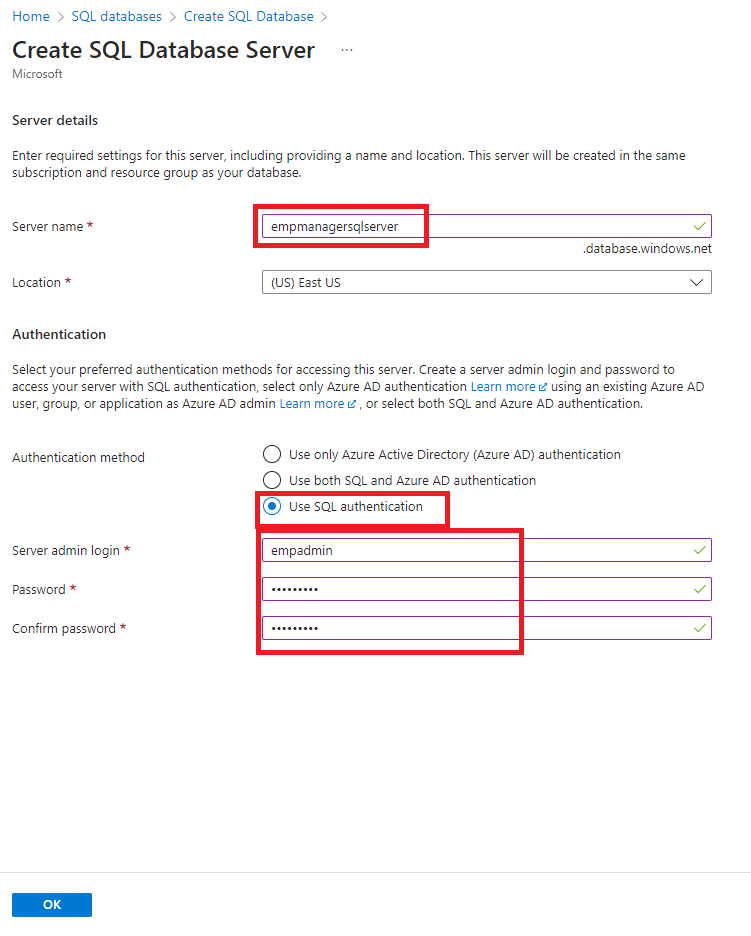 Home > SQL databases > Create SQL Database >
Create SQL Database Server ...
Microsoft
Server details
Enter required settings for this server, including providing a name and location. This server will be created in the same
subscription and resource group as your database.
Server name *
empmanagersqlserver
.database.windows.net
Location *
(US) East US
Authentication
Select your preferred authentication methods for accessing this server. Create a server admin login and password to
access your server with SQL authentication, select only Azure AD authentication Learn more using an existing Azure AD
user, group, or application as Azure AD admin Learn more , or select both SQL and Azure AD authentication.
Authentication method
Use only Azure Active Directory (Azure AD) authentication
Use both SQL and Azure AD authentication
Use SQL authentication
Server admin login *
empadmin
Password *
•••••••••
Confirm password *
•••••••••
OK